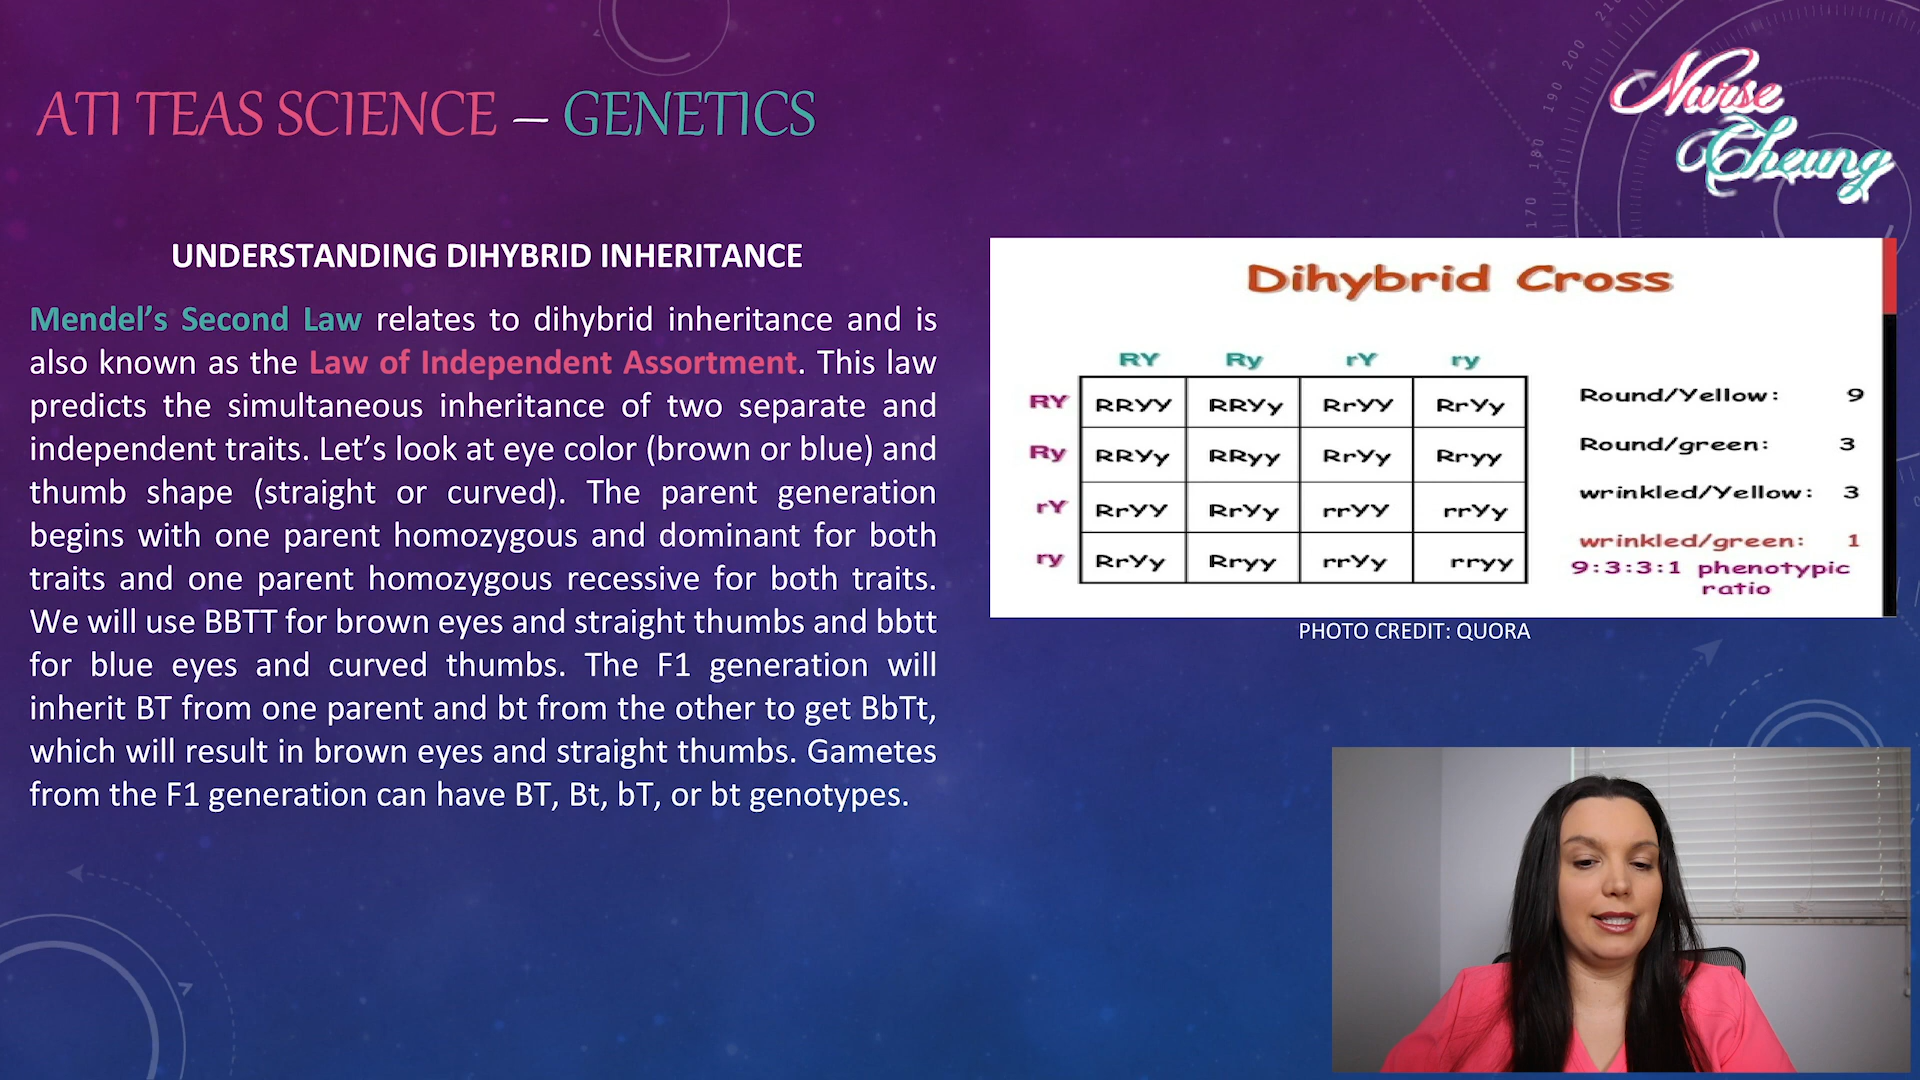 ATI TEAS SCIENCE – GENETICS
Nurse
Cheung
UNDERSTANDING DIHYBRID INHERITANCE
Mendel’s Second Law relates to dihybrid inheritance and is
also known as the Law of Independent Assortment. This law
predicts the simultaneous inheritance of two separate and
independent traits. Let’s look at eye color (brown or blue) and
thumb shape (straight or curved). The parent generation
begins with one parent homozygous and dominant for both
traits and one parent homozygous recessive for both traits.
We will use BBTT for brown eyes and straight thumbs and bbtt
for blue eyes and curved thumbs. The F1 generation will
inherit BT from one parent and bt from the other to get BbTt,
which will result in brown eyes and straight thumbs. Gametes
from the F1 generation can have BT, Bt, bT, or bt genotypes.
Dihybrid Cross
RY Ry rY ry
RY RRYY RRYy RrYY RrYy
Ry RRYy RRyy RrYy Rryy
rY RrYY RrYy rrYY rrYy
ry RrYy Rryy rrYy rryy
Round/Yellow: 9
Round/green: 3
wrinkled/Yellow: 3
wrinkled/green: 1
9:3:3:1 phenotypic
ratio
PHOTO CREDIT: QUORA
170
180
190
200
210